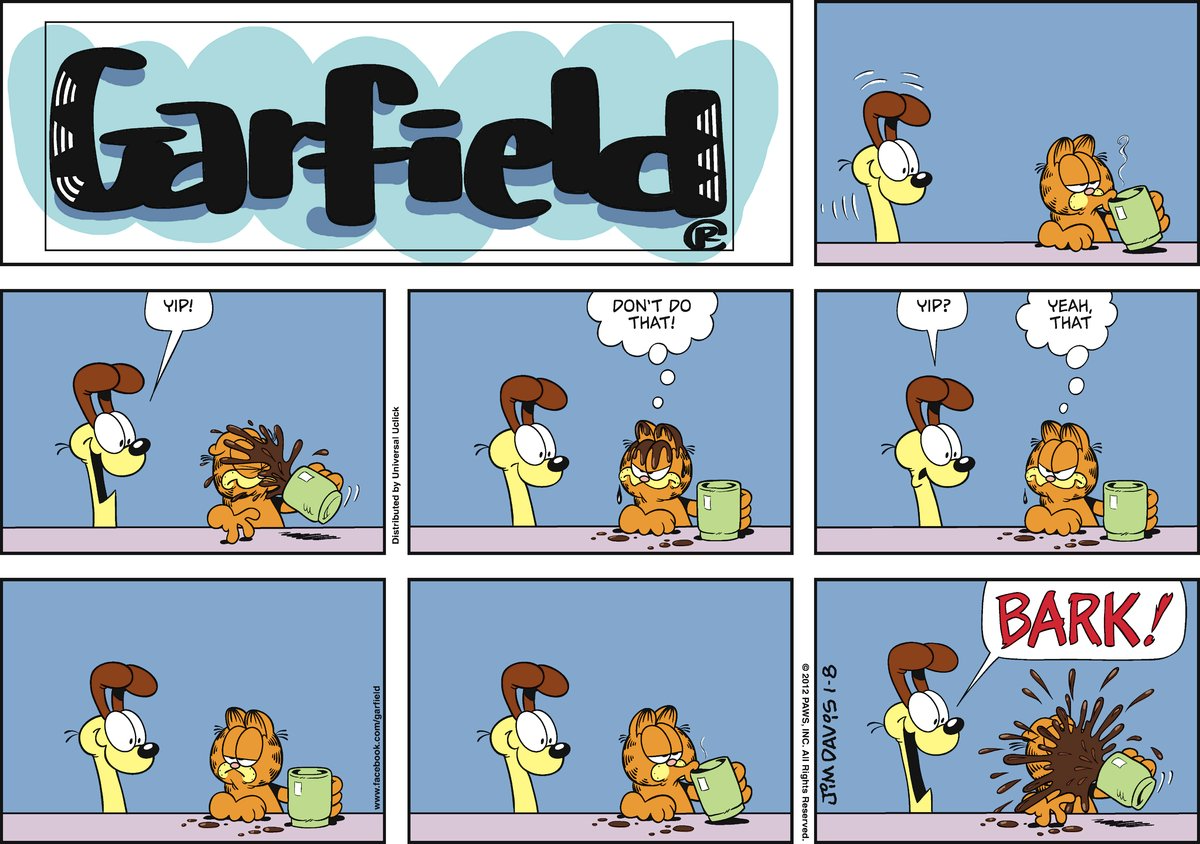 Garfield
®
YIP!
DON'T DO
THAT!
Distributed by Universal Uclick
YIP?
YEAH,
THAT
www.facebook.com/garfield
BARK!
© 2012 PAWS, INC. All Rights Reserved.
JIM DAVIS 1-8